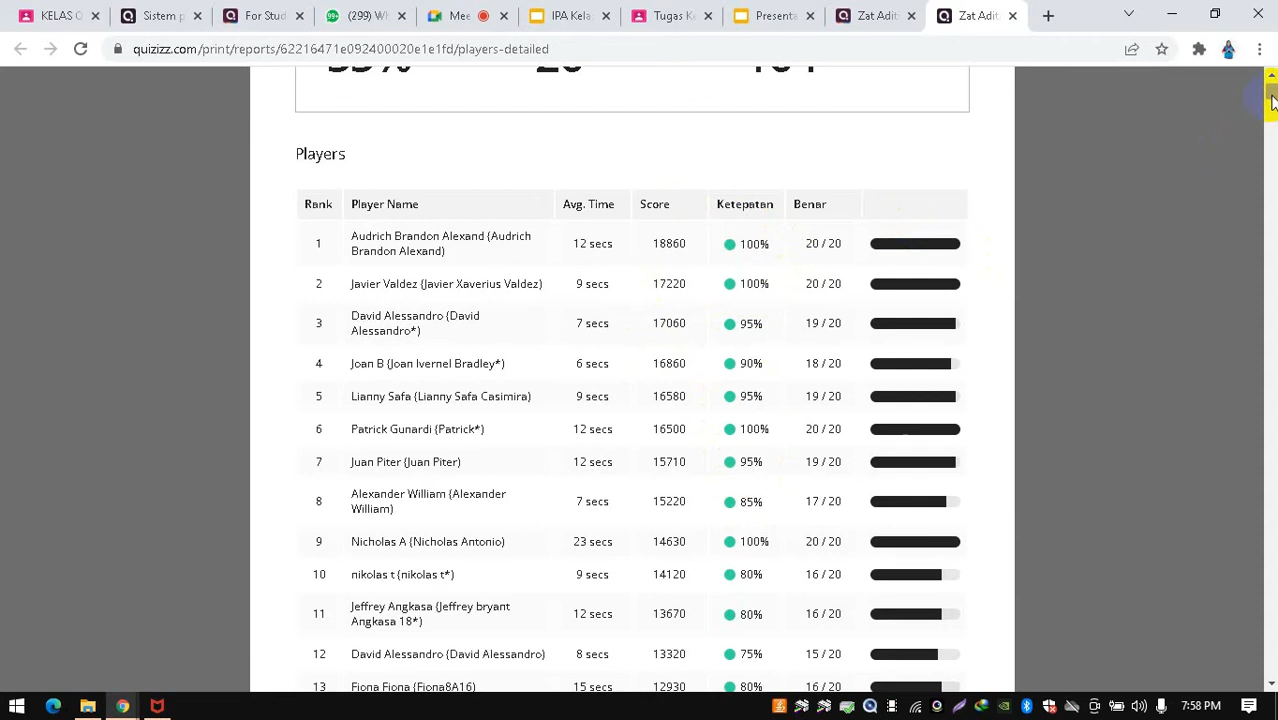 KELAS
Sistem p
For Stud
(299) Wh
Mee
IPA Kela
Tugas K
Presenta
Zat Adit
Zat Adit
quizizz.com/print/reports/62216471e0924000020e1e1fd/players-detailed
Players
Rank Player Name Avg. Time Score Ketepatan Benar
1 Audrich Brandon Alexand (Audrich Brandon Alexand) 12 secs 18860 100% 20 / 20
2 Javier Valdez (Javier Xaverius Valdez) 9 secs 17220 100% 20 / 20
3 David Alessandro (David Alessandro*) 7 secs 17060 95% 19 / 20
4 Joan B (Joan Ivernel Bradley*) 6 secs 16860 90% 18 / 20
5 Lianny Safa (Lianny Safa Casimira) 9 secs 16580 95% 19 / 20
6 Patrick Gunardi (Patrick*) 12 secs 16500 100% 20 / 20
7 Juan Piter (Juan Piter) 12 secs 15710 95% 19 / 20
8 Alexander William (Alexander William) 7 secs 15220 85% 17 / 20
9 Nicholas A (Nicholas Antonio) 23 secs 14630 100% 20 / 20
10 nikolas t (nikolas t*) 9 secs 14120 80% 16 / 20
11 Jeffrey Angkasa (Jeffrey bryant Angkasa 18*) 12 secs 13670 80% 16 / 20
12 David Alessandro (David Alessandro) 8 secs 13320 75% 15 / 20
13 Fiona Fiona (Fiona8A16) 15 secs 12930 80% 16 / 20
7:58 PM